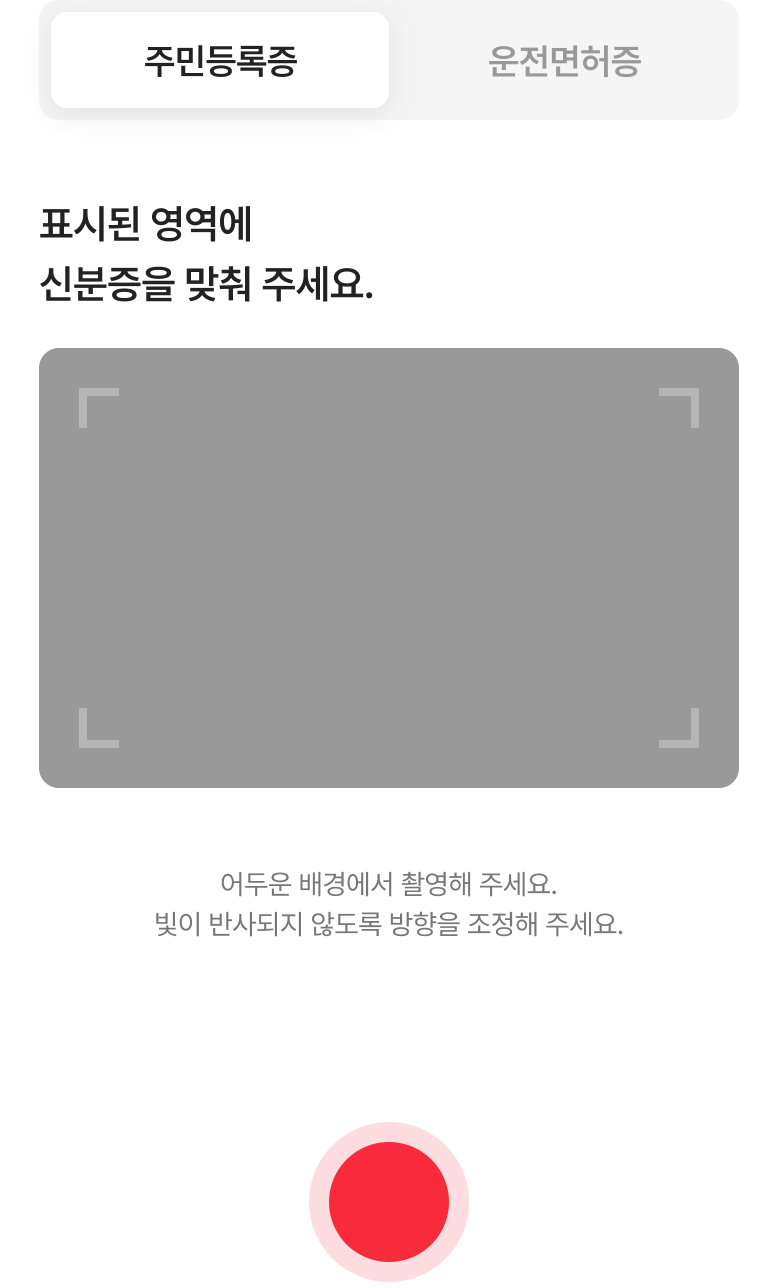 주민등록증 운전면허증
표시된 영역에
신분증을 맞춰 주세요.
어두운 배경에서 촬영해 주세요.
빛이 반사되지 않도록 방향을 조정해 주세요.